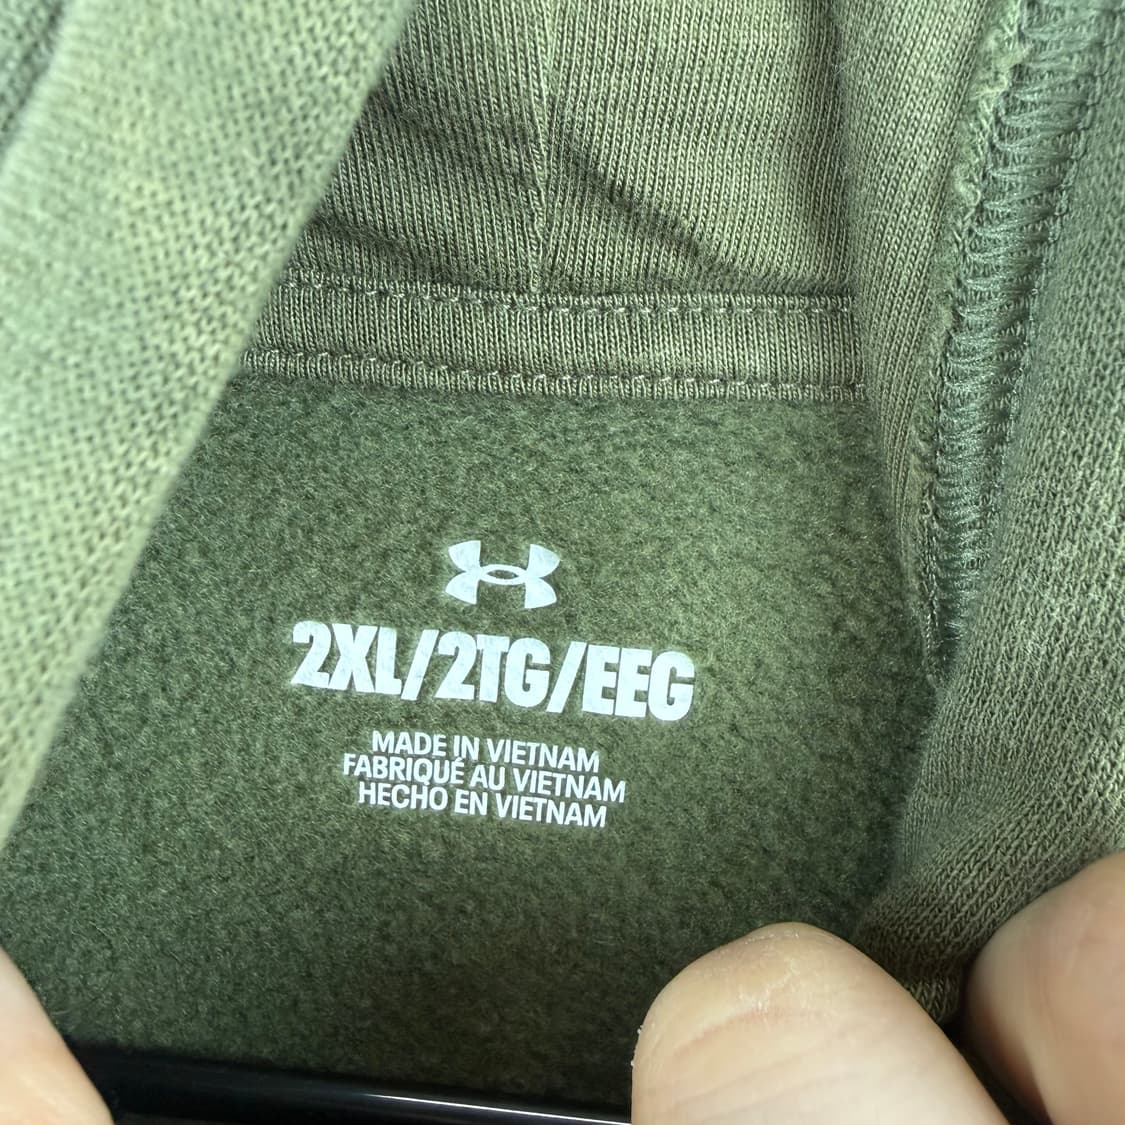 2XL/2TG/EEG
MADE IN VIETNAM
FABRIQUÉ AU VIETNAM
HECHO EN VIETNAM